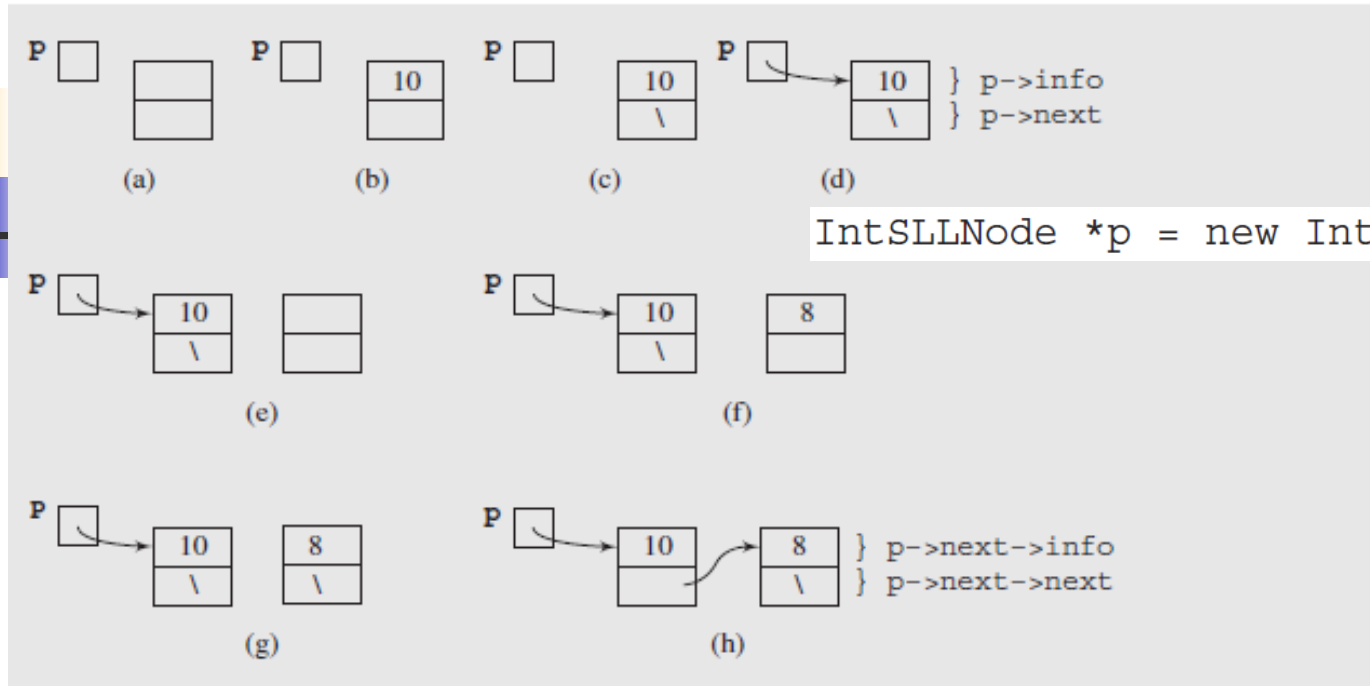 P P P P
10 10 10 } p->info
\ \ } p->next
(a) (b) (c) (d)
IntSLLNode *p = new Int
P P
10 10 8
\ \
(e) (f)
P P
10 8 10 8 } p->next->info
\ \ \ } p->next->next
(g) (h)